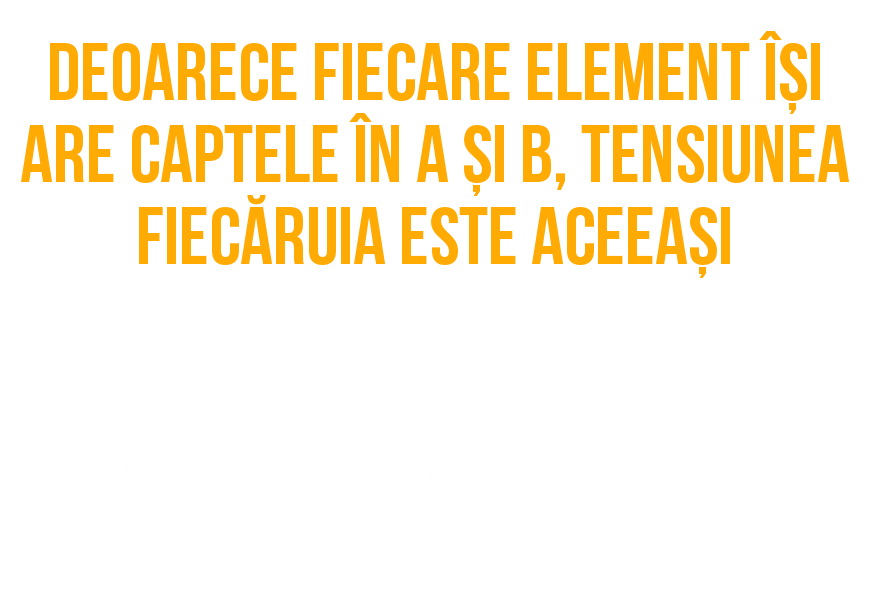 DEOARECE FIECARE ELEMENT ÎȘI
ARE CAPTELE ÎN A ȘI B, TENSIUNEA
FIECĂRUIA ESTE ACEEAȘI